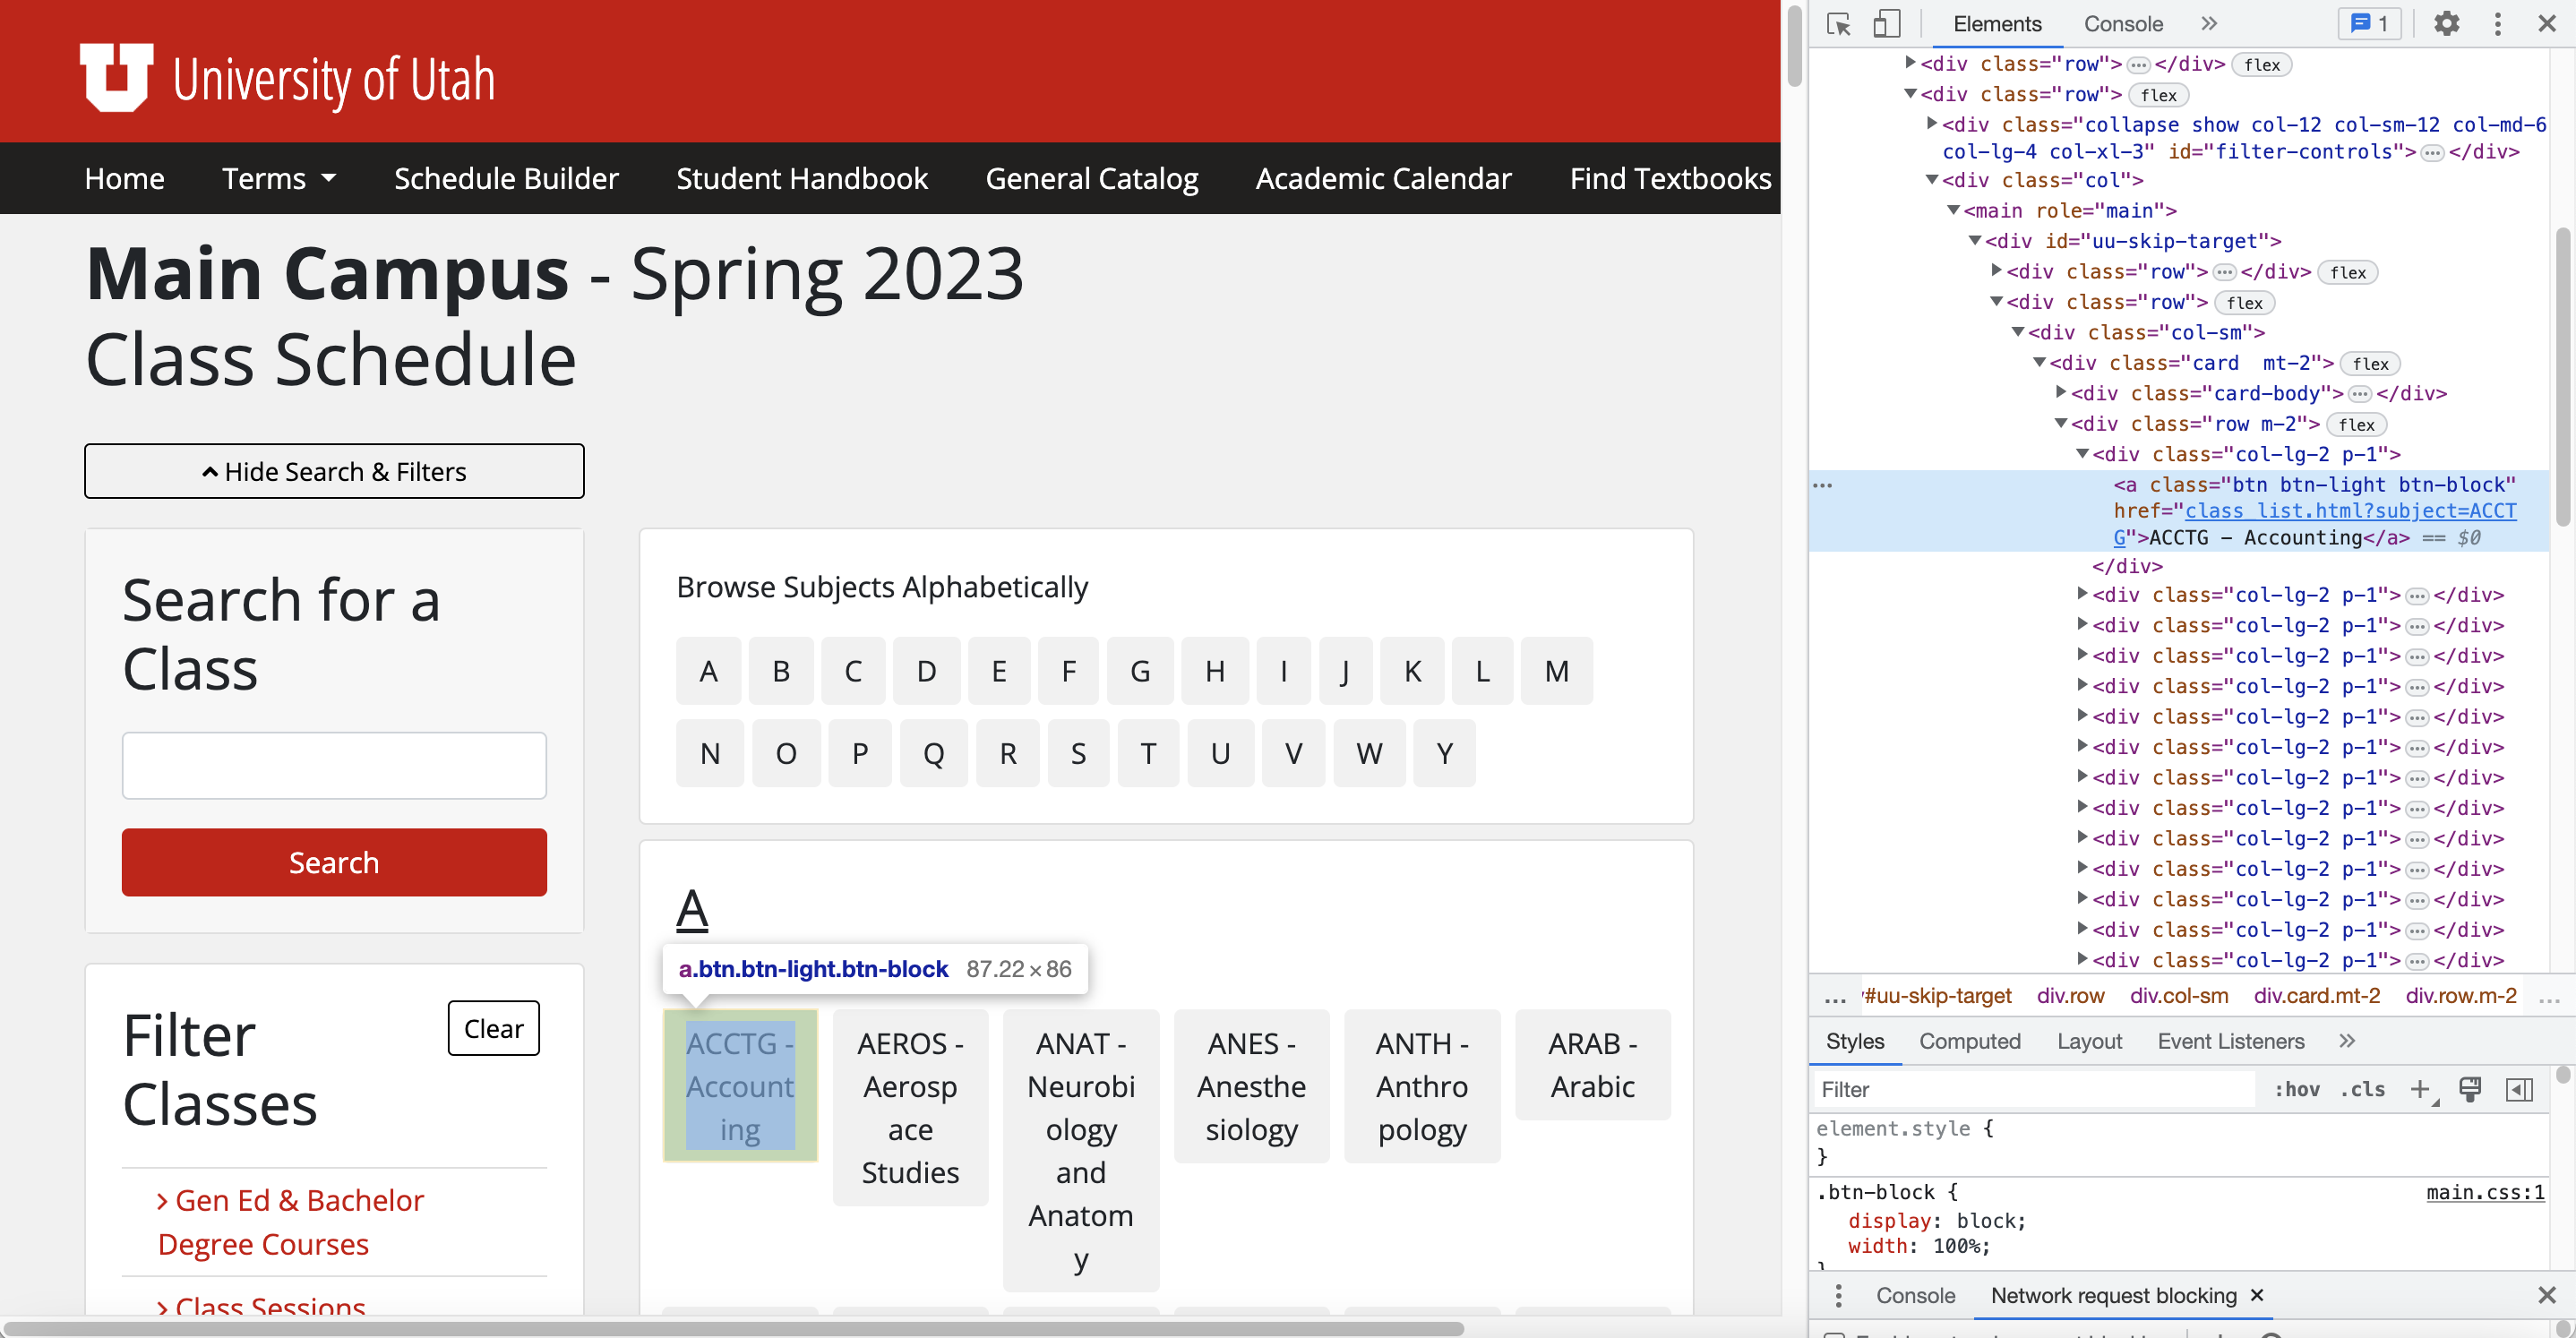 University of Utah
Home Terms Schedule Builder Student Handbook General Catalog Academic Calendar Find Textbooks
Main Campus - Spring 2023
Class Schedule
Hide Search & Filters
Search for a
Class
Search
Filter
Classes
Clear
> Gen Ed & Bachelor
Degree Courses
> Class Sessions
Browse Subjects Alphabetically
A B C D E F G H I J K L M
N O P Q R S T U V W Y
A
a.btn.btn-light.btn-block 87.22 × 86
ACCTG -
Account
ing
AEROS -
Aerosp
ace
Studies
ANAT -
Neurobi
ology
and
Anatom
y
ANES -
Anesthe
siology
ANTH -
Anthro
pology
ARAB -
Arabic
Elements Console » 1
<div class="row">…</div> flex
<div class="row"> flex
<div class="collapse show col-12 col-sm-12 col-md-6
col-lg-4 col-xl-3" id="filter-controls">…</div>
<div class="col">
<main role="main">
<div id="uu-skip-target">
<div class="row">…</div> flex
<div class="row"> flex
<div class="col-sm">
<div class="card  mt-2"> flex
<div class="card-body">…</div>
<div class="row m-2"> flex
<div class="col-lg-2 p-1">
… <a class="btn btn-light btn-block"
href="class_list.html?subject=ACCT
G">ACCTG - Accounting</a> == $0
</div>
<div class="col-lg-2 p-1">…</div>
<div class="col-lg-2 p-1">…</div>
<div class="col-lg-2 p-1">…</div>
<div class="col-lg-2 p-1">…</div>
<div class="col-lg-2 p-1">…</div>
<div class="col-lg-2 p-1">…</div>
<div class="col-lg-2 p-1">…</div>
<div class="col-lg-2 p-1">…</div>
<div class="col-lg-2 p-1">…</div>
<div class="col-lg-2 p-1">…</div>
<div class="col-lg-2 p-1">…</div>
<div class="col-lg-2 p-1">…</div>
<div class="col-lg-2 p-1">…</div>
… #uu-skip-target div.row div.col-sm div.card.mt-2 div.row.m-2 …
Styles Computed Layout Event Listeners »
Filter :hov .cls +
element.style {
}
.btn-block { main.css:1
display: block;
width: 100%;
}
Console Network request blocking ×